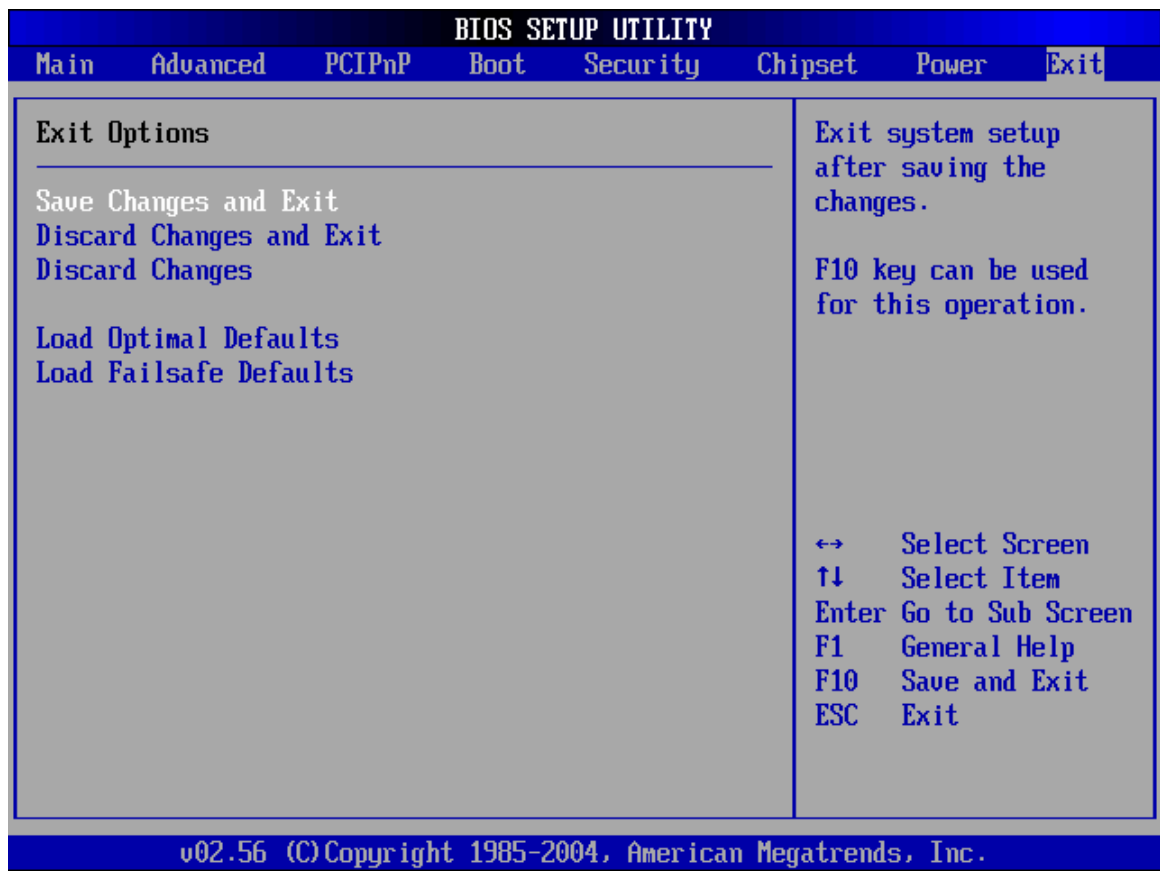 BIOS SETUP UTILITY
Main Advanced PCIPnP Boot Security Chipset Power Exit
Exit Options
Save Changes and Exit
Discard Changes and Exit
Discard Changes
Load Optimal Defaults
Load Failsafe Defaults
Exit system setup
after saving the
changes.
F10 key can be used
for this operation.
←→ Select Screen
↑↓ Select Item
Enter Go to Sub Screen
F1 General Help
F10 Save and Exit
ESC Exit
v02.56 (C)Copyright 1985-2004, American Megatrends, Inc.